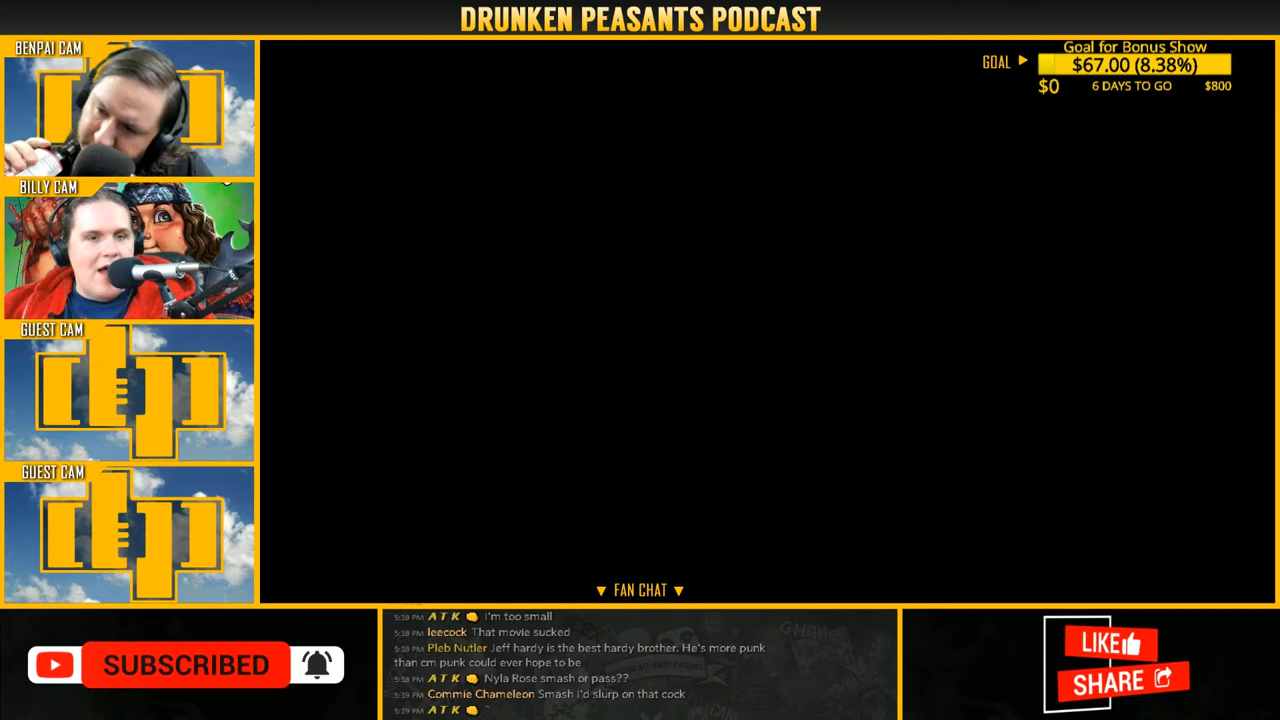 DRUNKEN PEASANTS PODCAST
BENPAI CAM
BILLY CAM
GUEST CAM
GUEST CAM
GOAL ▶
Goal for Bonus Show
$67.00 (8.38%)
$0 6 DAYS TO GO $800
▼ FAN CHAT ▼
5:38 PM ATK 👊 I'm too small
5:38 PM leecock That movie sucked
5:38 PM Pleb Nutler Jeff hardy is the best hardy brother. He's more punk
than cm punk could ever hope to be
5:38 PM ATK 👊 Nyla Rose smash or pass??
5:39 PM Commie Chameleon Smash I'd slurp on that cock
5:39 PM ATK 👊 ^
SUBSCRIBED
LIKE
SHARE